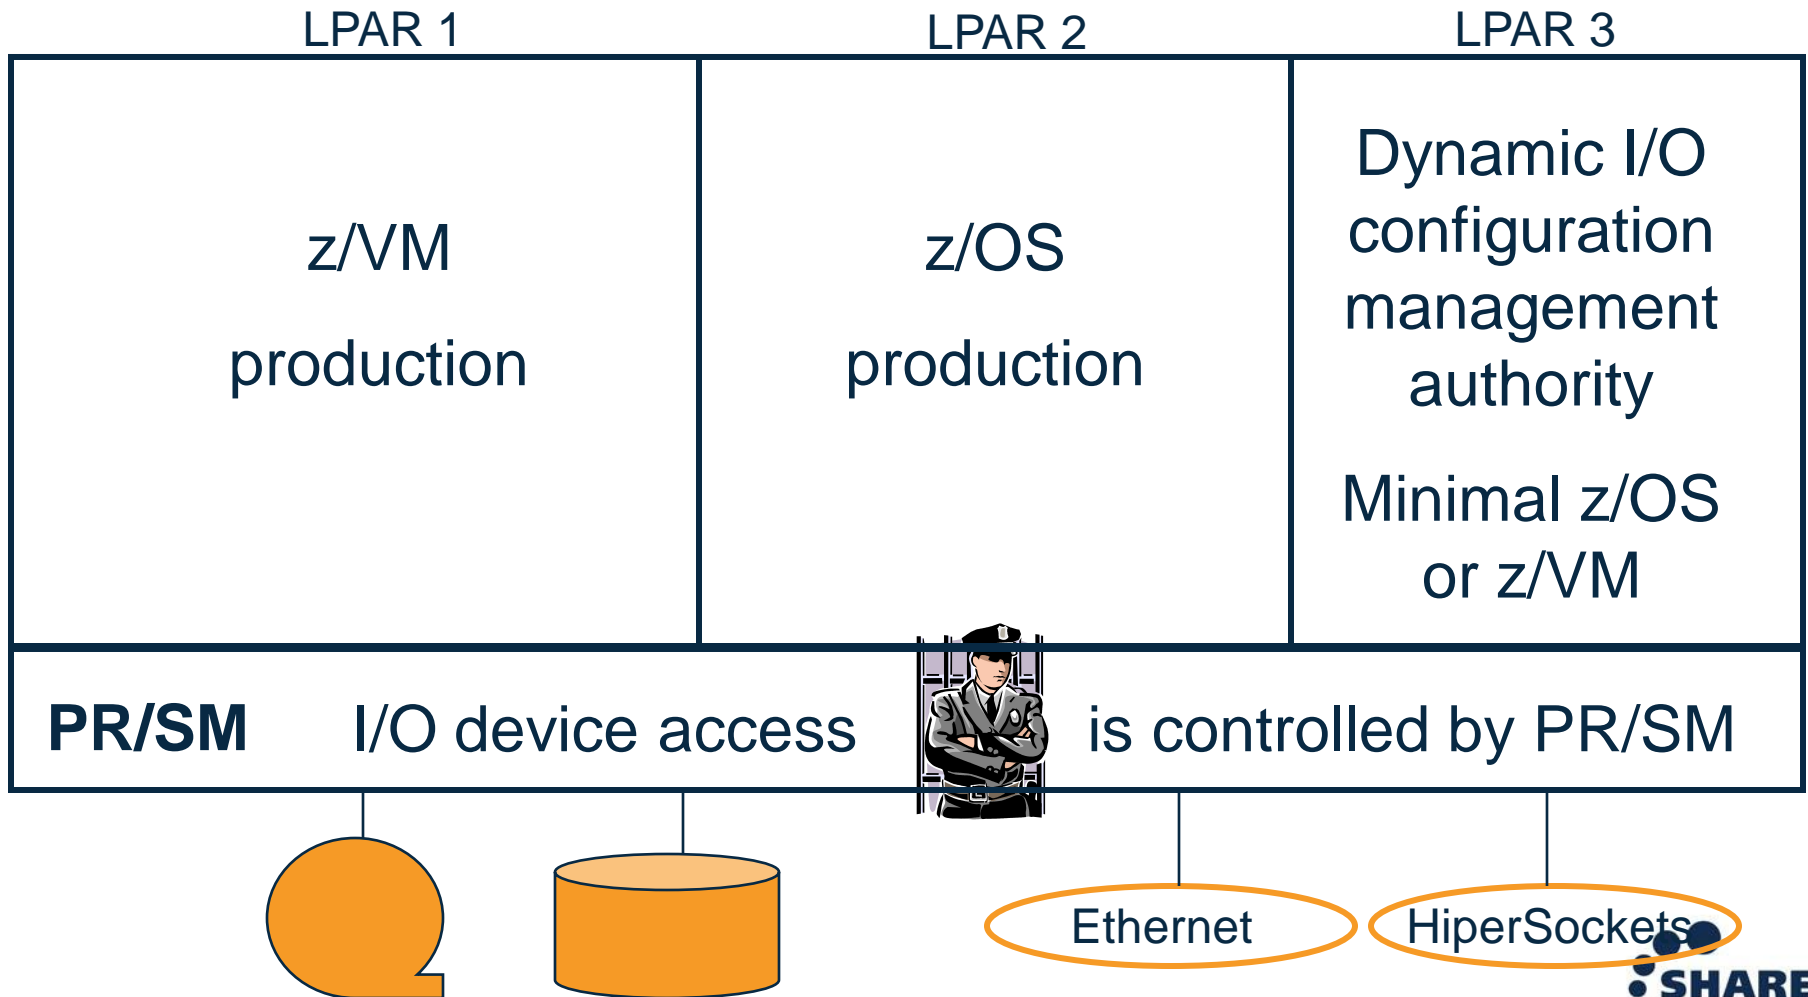 LPAR 1
LPAR 2
LPAR 3
z/VM
production
z/OS
production
Dynamic I/O
configuration
management
authority
Minimal z/OS
or z/VM
PR/SM I/O device access is controlled by PR/SM
Ethernet
HiperSockets
SHARE